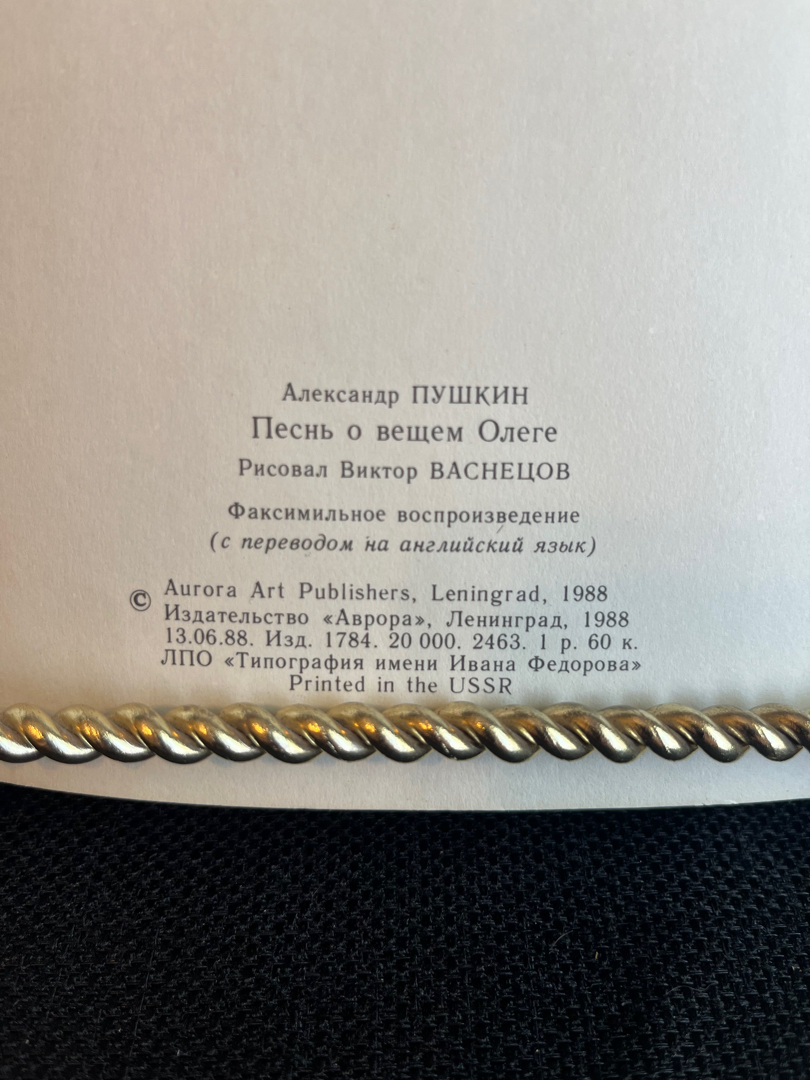 Александр ПУШКИН
Песнь о вещем Олеге
Рисовал Виктор ВАСНЕЦОВ
Факсимильное воспроизведение
(с переводом на английский язык)
© Aurora Art Publishers, Leningrad, 1988
Издательство «Аврора», Ленинград, 1988
13.06.88. Изд. 1784. 20 000. 2463. 1 р. 60 к.
ЛПО «Типография имени Ивана Федорова»
Printed in the USSR